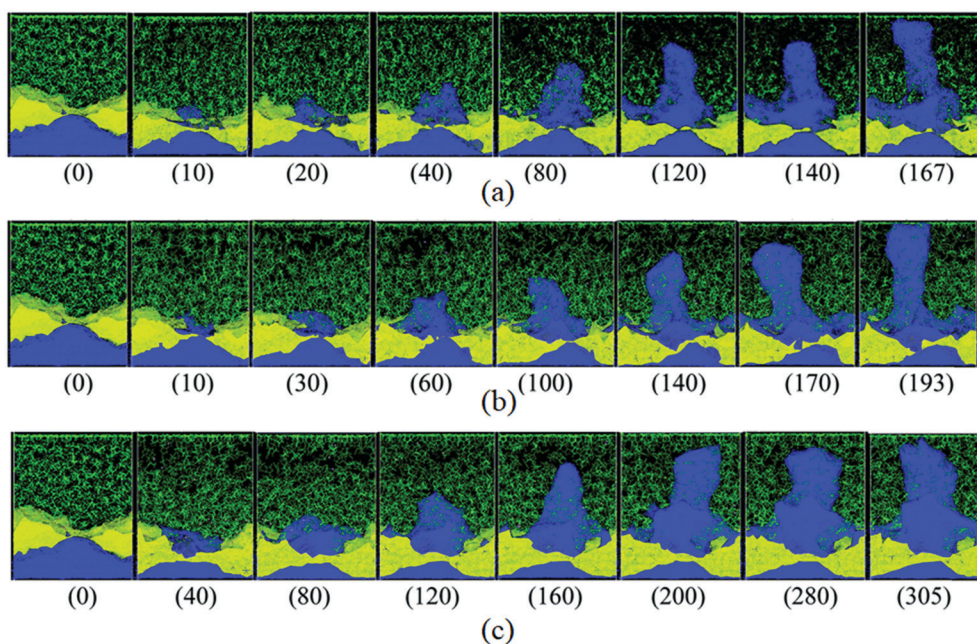 (0) (10) (20) (40) (80) (120) (140) (167)
(a)
(0) (10) (30) (60) (100) (140) (170) (193)
(b)
(0) (40) (80) (120) (160) (200) (280) (305)
(c)